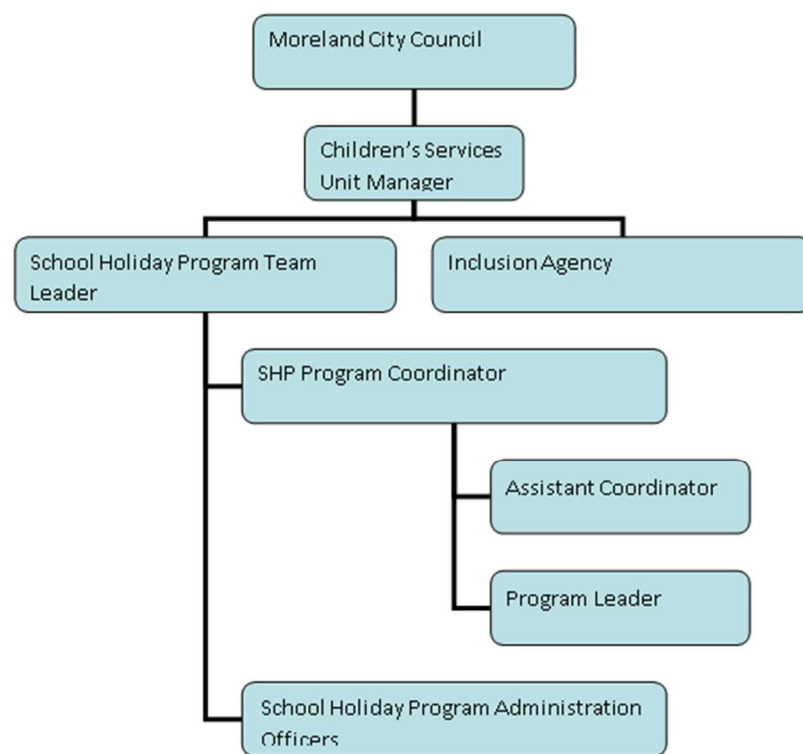 Moreland City Council
Children's Services
Unit Manager
School Holiday Program Team
Leader
Inclusion Agency
SHP Program Coordinator
Assistant Coordinator
Program Leader
School Holiday Program Administration
Officers